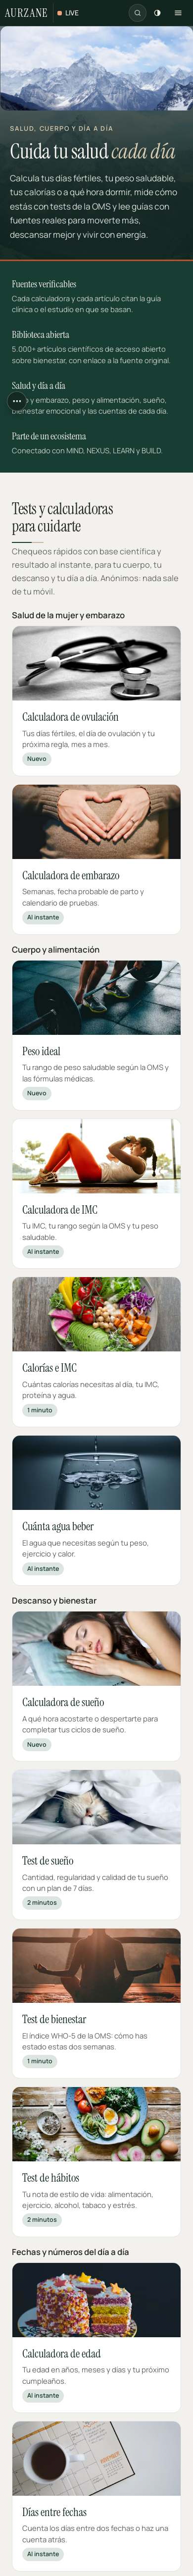 AURZANE
LIVE
SALUD, CUERPO Y DÍA A DÍA
Cuida tu salud cada día
Calcula tus días fértiles, tu peso saludable,
tus calorías o a qué hora dormir, mide cómo
estás con tests de la OMS y lee guías con
fuentes reales para moverte más,
descansar mejor y vivir con energía.
Fuentes verificables
Cada calculadora y cada artículo citan la guía
clínica o el estudio en que se basan.
Biblioteca abierta
5.000+ artículos científicos de acceso abierto
sobre bienestar, con enlace a la fuente original.
Salud y día a día
y embarazo, peso y alimentación, sueño,
bienestar emocional y las cuentas de cada día.
Parte de un ecosistema
Conectado con MIND, NEXUS, LEARN y BUILD.
Tests y calculadoras
para cuidarte
Chequeos rápidos con base científica y
resultado al instante, para tu cuerpo, tu
descanso y tu día a día. Anónimos: nada sale
de tu móvil.
Salud de la mujer y embarazo
Calculadora de ovulación
Tus días fértiles, el día de ovulación y tu
próxima regla, mes a mes.
Nuevo
Calculadora de embarazo
Semanas, fecha probable de parto y
calendario de pruebas.
Al instante
Cuerpo y alimentación
Peso ideal
Tu rango de peso saludable según la OMS y
las fórmulas médicas.
Nuevo
Calculadora de IMC
Tu IMC, tu rango según la OMS y tu peso
saludable.
Al instante
Calorías e IMC
Cuántas calorías necesitas al día, tu IMC,
proteína y agua.
1 minuto
Cuánta agua beber
El agua que necesitas según tu peso,
ejercicio y calor.
Al instante
Descanso y bienestar
Calculadora de sueño
A qué hora acostarte o despertarte para
completar tus ciclos de sueño.
Nuevo
Test de sueño
Cantidad, regularidad y calidad de tu sueño
con un plan de 7 días.
2 minutos
Test de bienestar
El índice WHO-5 de la OMS: cómo has
estado estas dos semanas.
1 minuto
Test de hábitos
Tu nota de estilo de vida: alimentación,
ejercicio, alcohol, tabaco y estrés.
2 minutos
Fechas y números del día a día
Calculadora de edad
Tu edad en años, meses y días y tu próximo
cumpleaños.
Al instante
Días entre fechas
Cuenta los días entre dos fechas o haz una
cuenta atrás.
Al instante